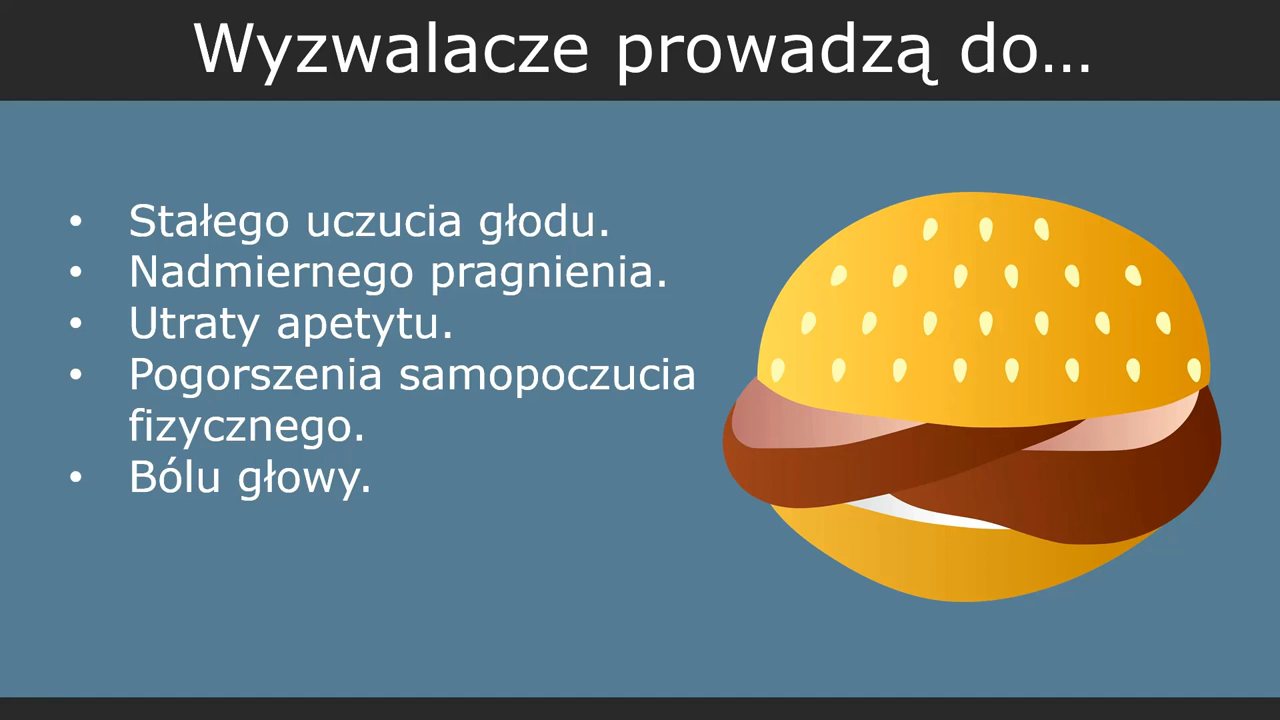 Wyzwalacze prowadzą do…
• Stałego uczucia głodu.
• Nadmiernego pragnienia.
• Utraty apetytu.
• Pogorszenia samopoczucia
fizycznego.
• Bólu głowy.